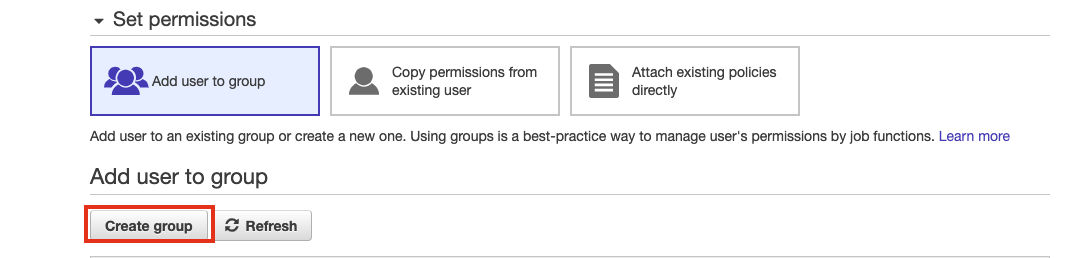 Set permissions
Add user to group
Copy permissions from
existing user
Attach existing policies
directly
Add user to an existing group or create a new one. Using groups is a best-practice way to manage user's permissions by job functions. Learn more
Add user to group
Create group
Refresh